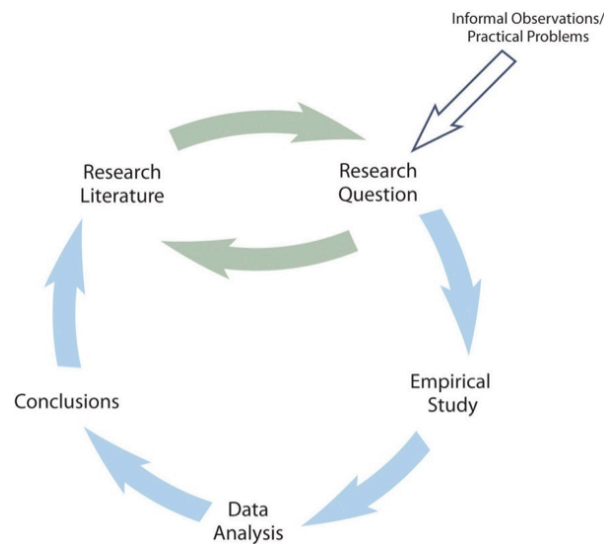 Informal Observations/
Practical Problems
Research
Literature
Research
Question
Empirical
Study
Conclusions
Data
Analysis